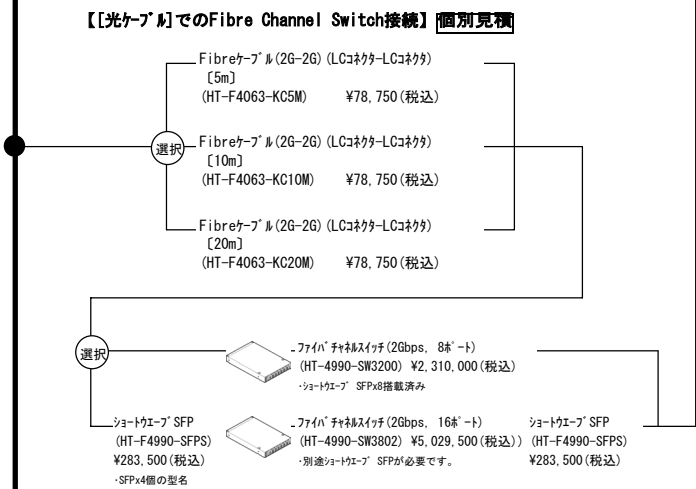 【[光ｹｰﾌﾞﾙ]でのFibre Channel Switch接続】 個別見積
Fibreｹｰﾌﾞﾙ(2G-2G)(LCｺﾈｸﾀ-LCｺﾈｸﾀ)
〔5m〕
(HT-F4063-KC5M) ¥78,750(税込)
選択
Fibreｹｰﾌﾞﾙ(2G-2G)(LCｺﾈｸﾀ-LCｺﾈｸﾀ)
〔10m〕
(HT-F4063-KC10M) ¥78,750(税込)
Fibreｹｰﾌﾞﾙ(2G-2G)(LCｺﾈｸﾀ-LCｺﾈｸﾀ)
〔20m〕
(HT-F4063-KC20M) ¥78,750(税込)
選択
ﾌｧｲﾊﾞﾁｬﾈﾙｽｲｯﾁ(2Gbps, 8ﾎﾟｰﾄ)
(HT-4990-SW3200) ¥2,310,000(税込)
･ｼｮｰﾄｳｴｰﾌﾞ SFPx8搭載済み
ｼｮｰﾄｳｴｰﾌﾞSFP
(HT-F4990-SFPS)
¥283,500(税込)
･SFPx4個の型名
ﾌｧｲﾊﾞﾁｬﾈﾙｽｲｯﾁ(2Gbps, 16ﾎﾟｰﾄ)
(HT-4990-SW3802) ¥5,029,500(税込))
･別途ｼｮｰﾄｳｴｰﾌﾞ SFPが必要です。
ｼｮｰﾄｳｴｰﾌﾞSFP
(HT-F4990-SFPS)
¥283,500(税込)